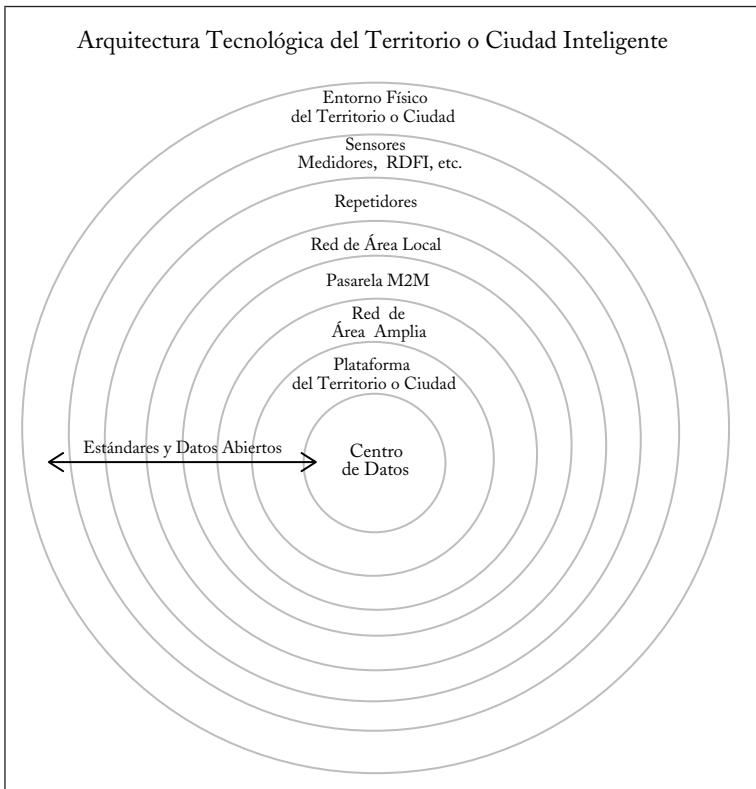 Arquitectura Tecnológica del Territorio o Ciudad Inteligente
Entorno Físico
del Territorio o Ciudad
Sensores
Medidores, RDFI, etc.
Repetidores
Red de Área Local
Pasarela M2M
Red de
Área Amplia
Plataforma
del Territorio o Ciudad
Estándares y Datos Abiertos
Centro
de Datos